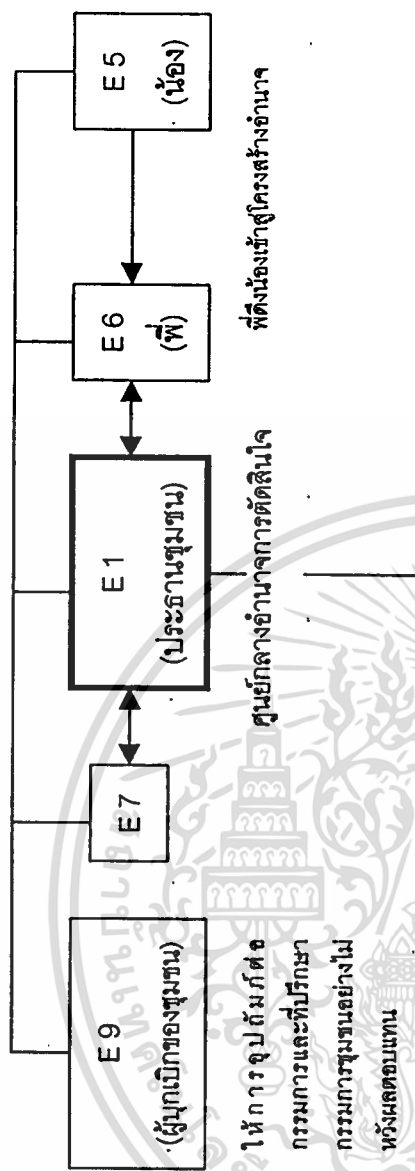 E 9
(ผู้บุกเบิกของชุมชน)
E 7
E 1
(ประธานชุมชน)
E 6
(พี่)
E 5
(น้อง)
ให้การอุปถัมภ์ต่อ
กรรมการและที่ปรึกษา
กรรมการชุมชนอย่างไม่
หวังผลตอบแทน
ศูนย์กลางอำนาจการตัดสินใจ
พี่ดึงน้องเข้าสู่โครงสร้างอำนาจ